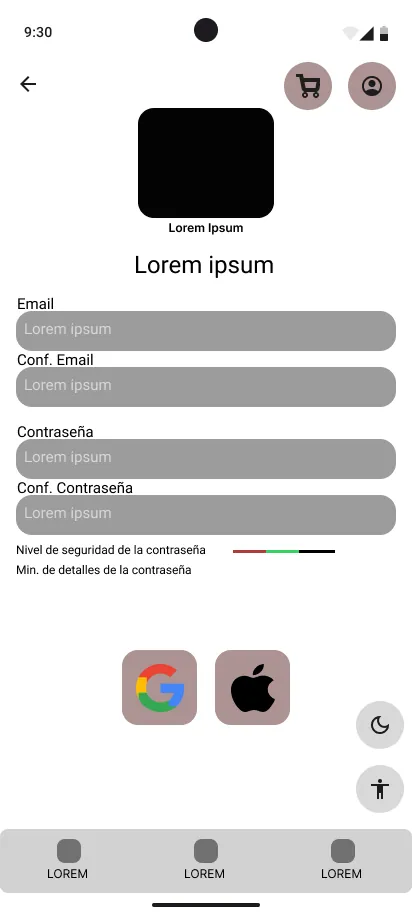 9:30
Lorem Ipsum
Lorem ipsum
Email
Lorem ipsum
Conf. Email
Lorem ipsum
Contraseña
Lorem ipsum
Conf. Contraseña
Lorem ipsum
Nivel de seguridad de la contraseña
Min. de detalles de la contraseña
LOREM LOREM LOREM